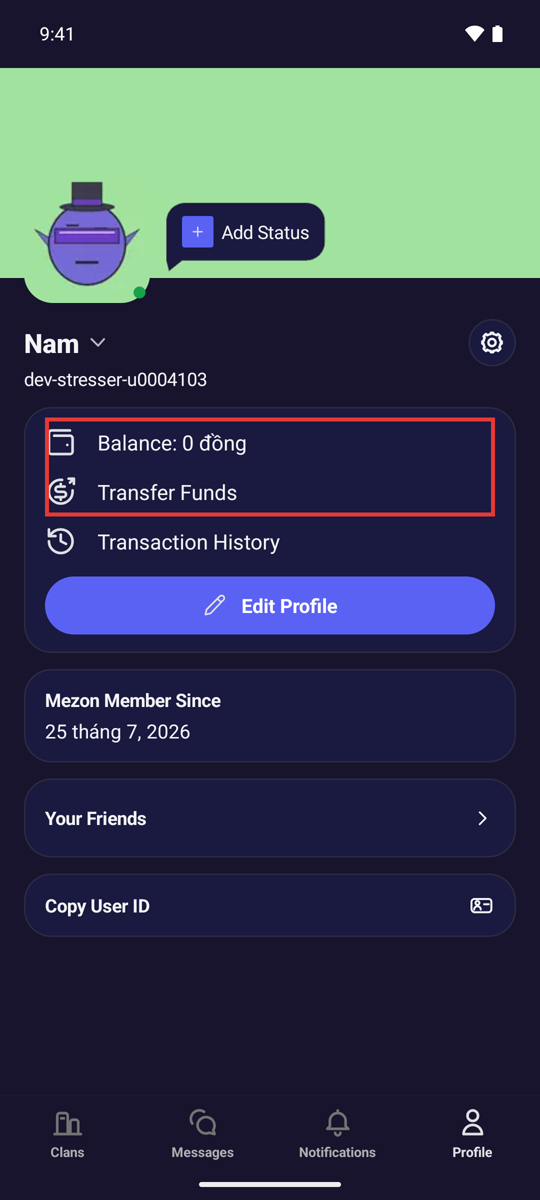 9:41
Add Status
Nam
dev-stresser-u0004103
Balance: 0 đồng
Transfer Funds
Transaction History
Edit Profile
Mezon Member Since
25 tháng 7, 2026
Your Friends
Copy User ID
Clans
Messages
Notifications
Profile